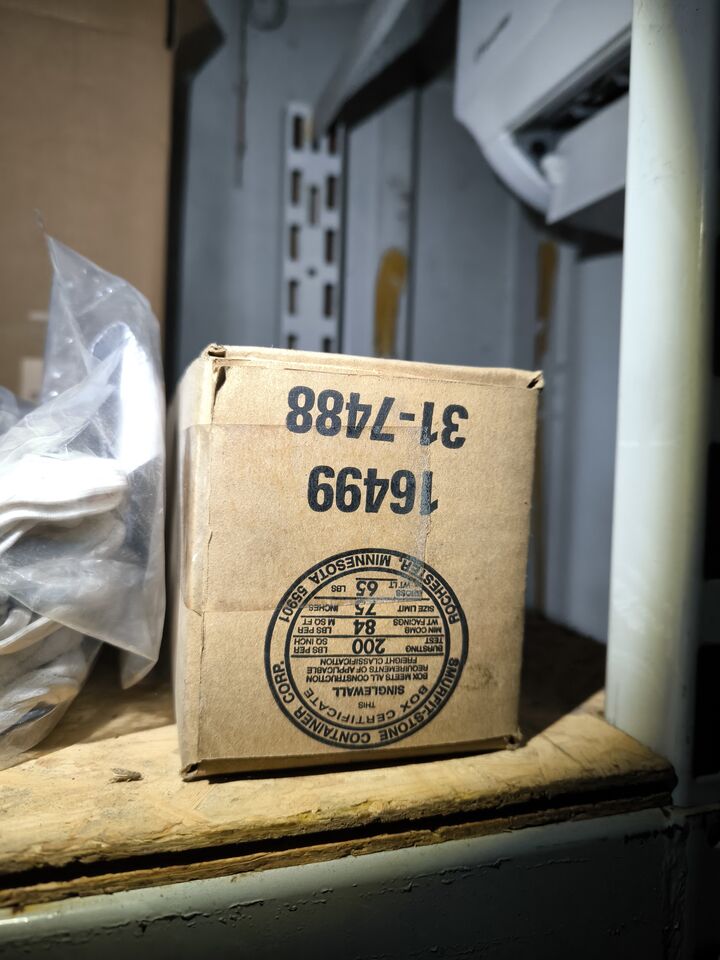 SMURFIT-STONE CONTAINER CORP.
BOX CERTIFICATE
THIS
SINGLEWALL
BOX MEETS ALL CONSTRUCTION
REQUIREMENTS OF APPLICABLE
FREIGHT CLASSIFICATION
BURSTING TEST 200 LBS PER SQ INCH
MIN COMB WT FACINGS 84 LBS PER M SQ FT
SIZE LIMIT 75 INCHES
GROSS WT LT 65 LBS
ROCHESTER, MINNESOTA 55901
16499
31-7488